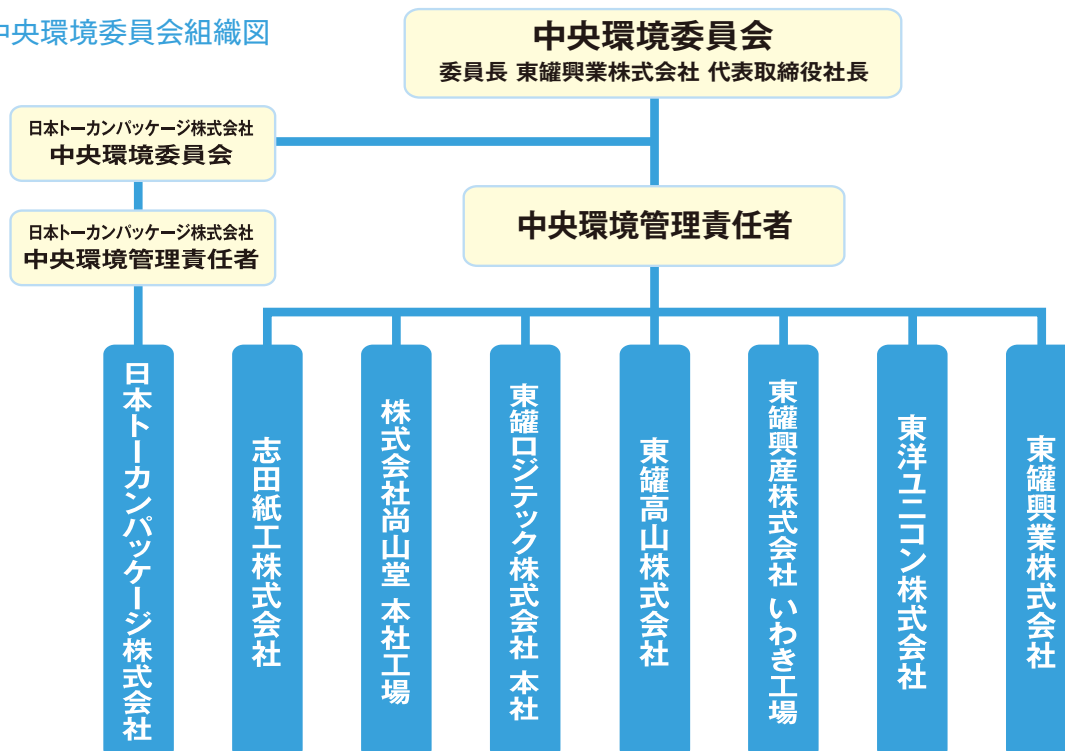 中央環境委員会組織図
中央環境委員会
委員長 東罐興業株式会社 代表取締役社長
日本トーカンパッケージ株式会社
中央環境委員会
日本トーカンパッケージ株式会社
中央環境管理責任者
中央環境管理責任者
日本トーカンパッケージ株式会社
志田紙工株式会社
株式会社尚山堂 本社工場
東罐ロジテック株式会社 本社
東罐高山株式会社
東罐興産株式会社 いわき工場
東洋ユニコン株式会社
東罐興業株式会社